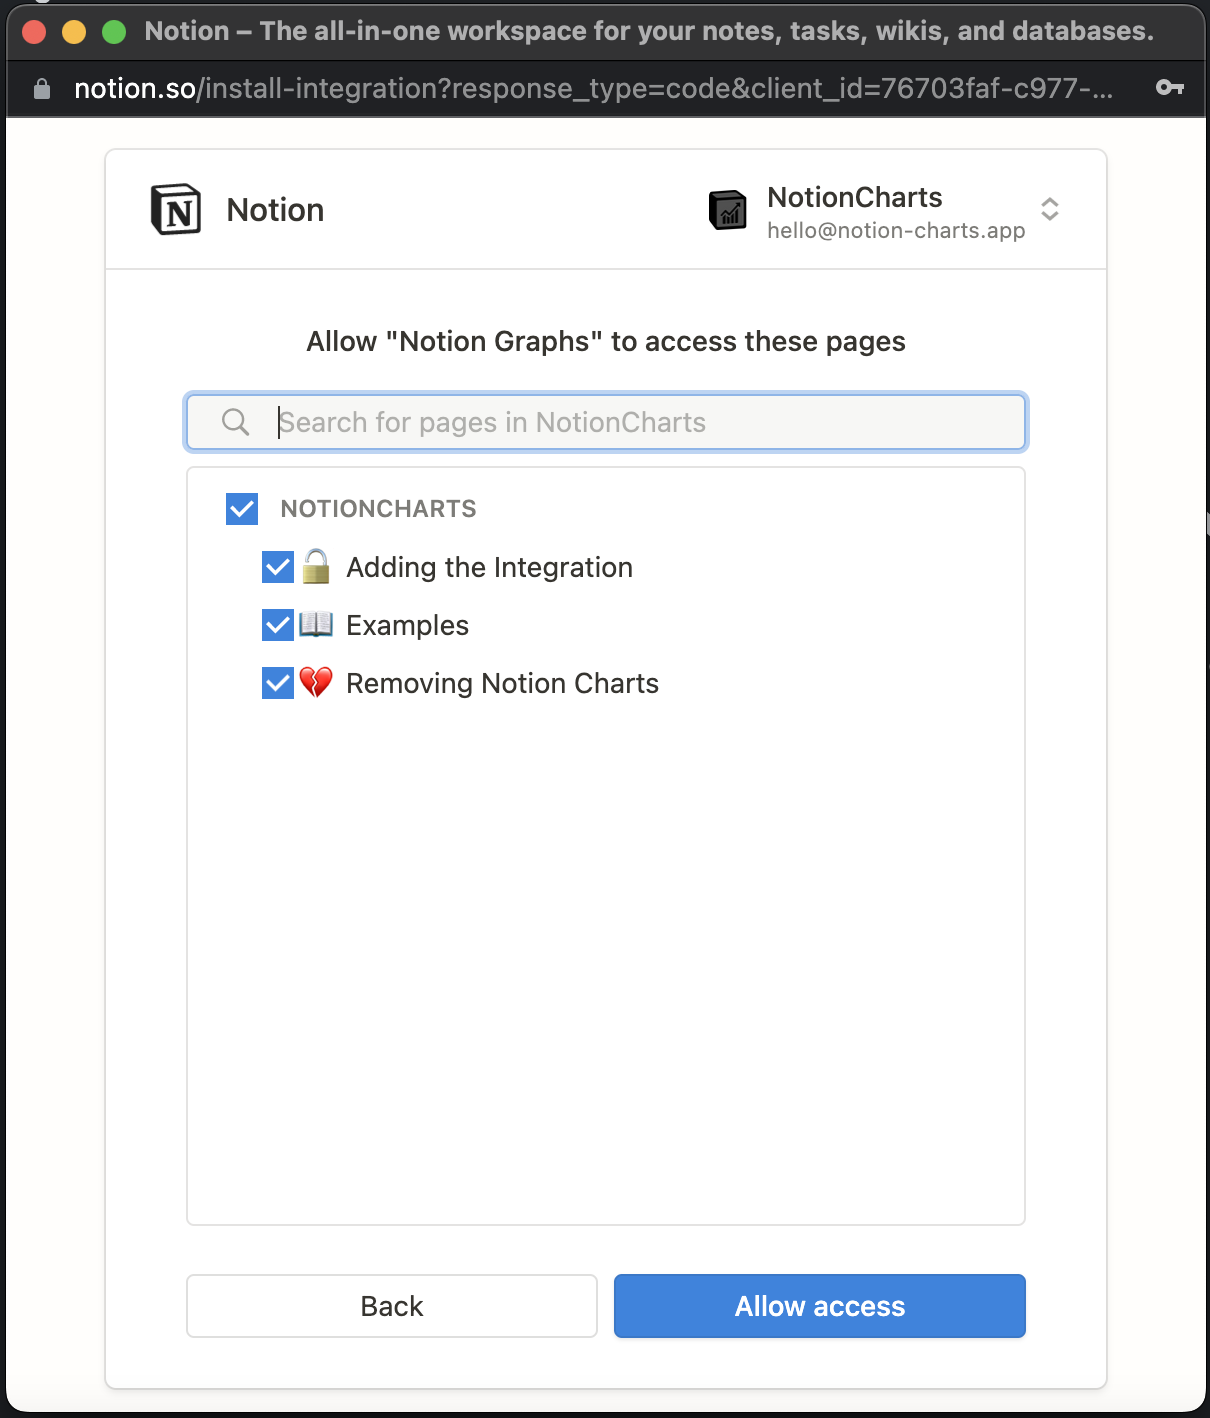 Notion – The all-in-one workspace for your notes, tasks, wikis, and databases.
notion.so/install-integration?response_type=code&client_id=76703faf-c977-...
Notion
NotionCharts
hello@notion-charts.app
Allow "Notion Graphs" to access these pages
Search for pages in NotionCharts
NOTIONCHARTS
Adding the Integration
Examples
Removing Notion Charts
Back
Allow access